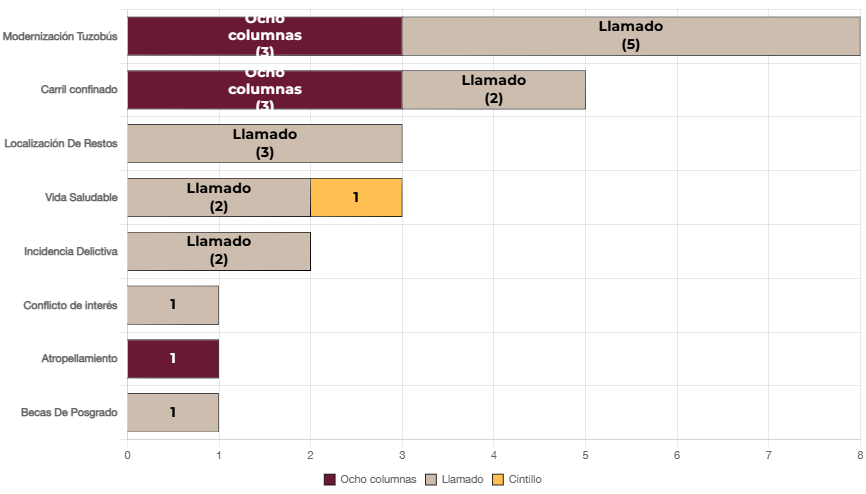 Modernización Tuzobús
Ocho
columnas
(3)
Llamado
(5)
Carril confinado
Ocho
columnas
(3)
Llamado
(2)
Localización De Restos
Llamado
(3)
Vida Saludable
Llamado
(2)
1
Incidencia Delictiva
Llamado
(2)
Conflicto de interés
1
Atropellamiento
1
Becas De Posgrado
1
0 1 2 3 4 5 6 7 8
Ocho columnas Llamado Cintillo